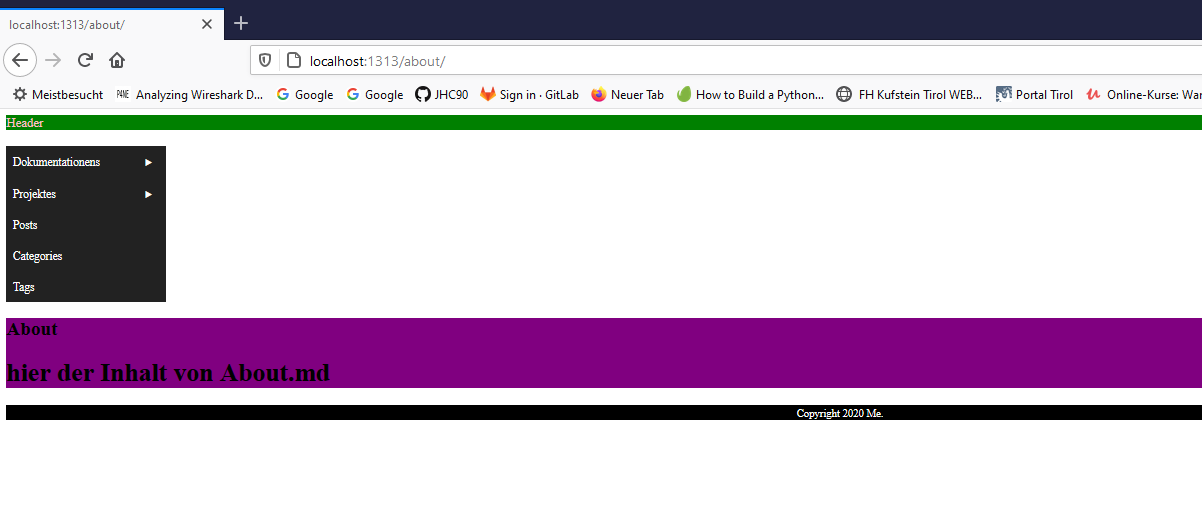 localhost:1313/about/
localhost:1313/about/
Meistbesucht PANE Analyzing Wireshark D... Google Google JHC90 Sign in · GitLab Neuer Tab How to Build a Python... FH Kufstein Tirol WEB... Portal Tirol Online-Kurse: War
Header
Dokumentationens
Projektes
Posts
Categories
Tags
About
hier der Inhalt von About.md
Copyright 2020 Me.